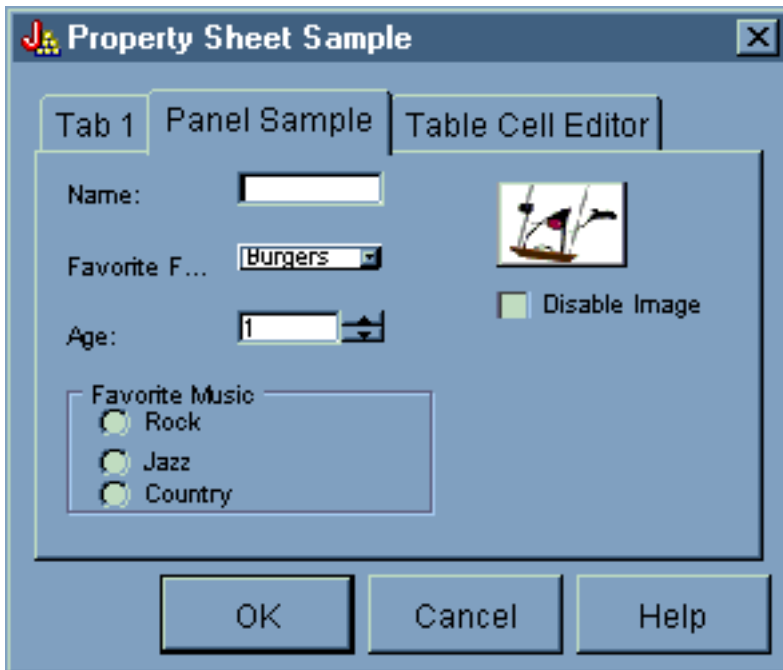 Property Sheet Sample
Tab 1 Panel Sample Table Cell Editor
Name:
Favorite F... Burgers
Disable Image
Age: 1
Favorite Music
Rock
Jazz
Country
OK Cancel Help